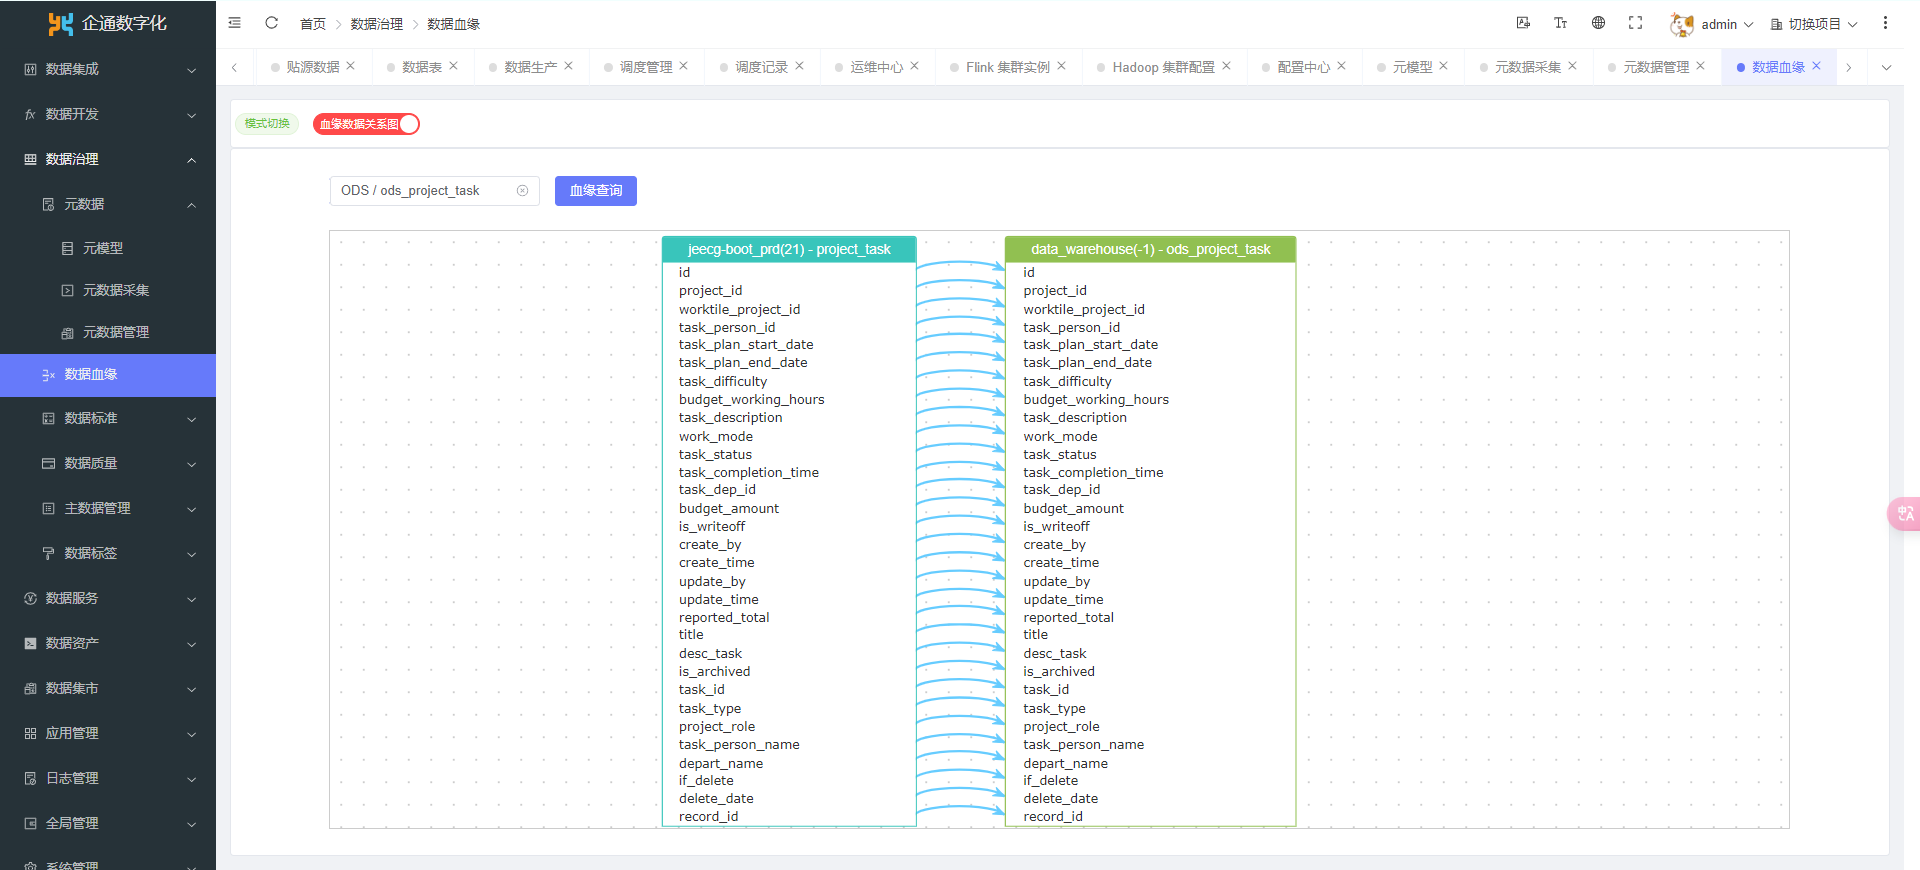 企通数字化
首页 > 数据治理 > 数据血缘
admin
切换项目
数据集成
数据开发
数据治理
元数据
元模型
元数据采集
元数据管理
数据血缘
数据标准
数据质量
主数据管理
数据标签
数据服务
数据资产
数据集市
应用管理
日志管理
全局管理
系统管理
贴源数据
数据表
数据生产
调度管理
调度记录
运维中心
Flink 集群实例
Hadoop 集群配置
配置中心
元模型
元数据采集
元数据管理
数据血缘
模式切换
血缘数据关系图
ODS / ods_project_task
血缘查询
jeecg-boot_prd(21) - project_task
id
project_id
worktile_project_id
task_person_id
task_plan_start_date
task_plan_end_date
task_difficulty
budget_working_hours
task_description
work_mode
task_status
task_completion_time
task_dep_id
budget_amount
is_writeoff
create_by
create_time
update_by
update_time
reported_total
title
desc_task
is_archived
task_id
task_type
project_role
task_person_name
depart_name
if_delete
delete_date
record_id
data_warehouse(-1) - ods_project_task
id
project_id
worktile_project_id
task_person_id
task_plan_start_date
task_plan_end_date
task_difficulty
budget_working_hours
task_description
work_mode
task_status
task_completion_time
task_dep_id
budget_amount
is_writeoff
create_by
create_time
update_by
update_time
reported_total
title
desc_task
is_archived
task_id
task_type
project_role
task_person_name
depart_name
if_delete
delete_date
record_id